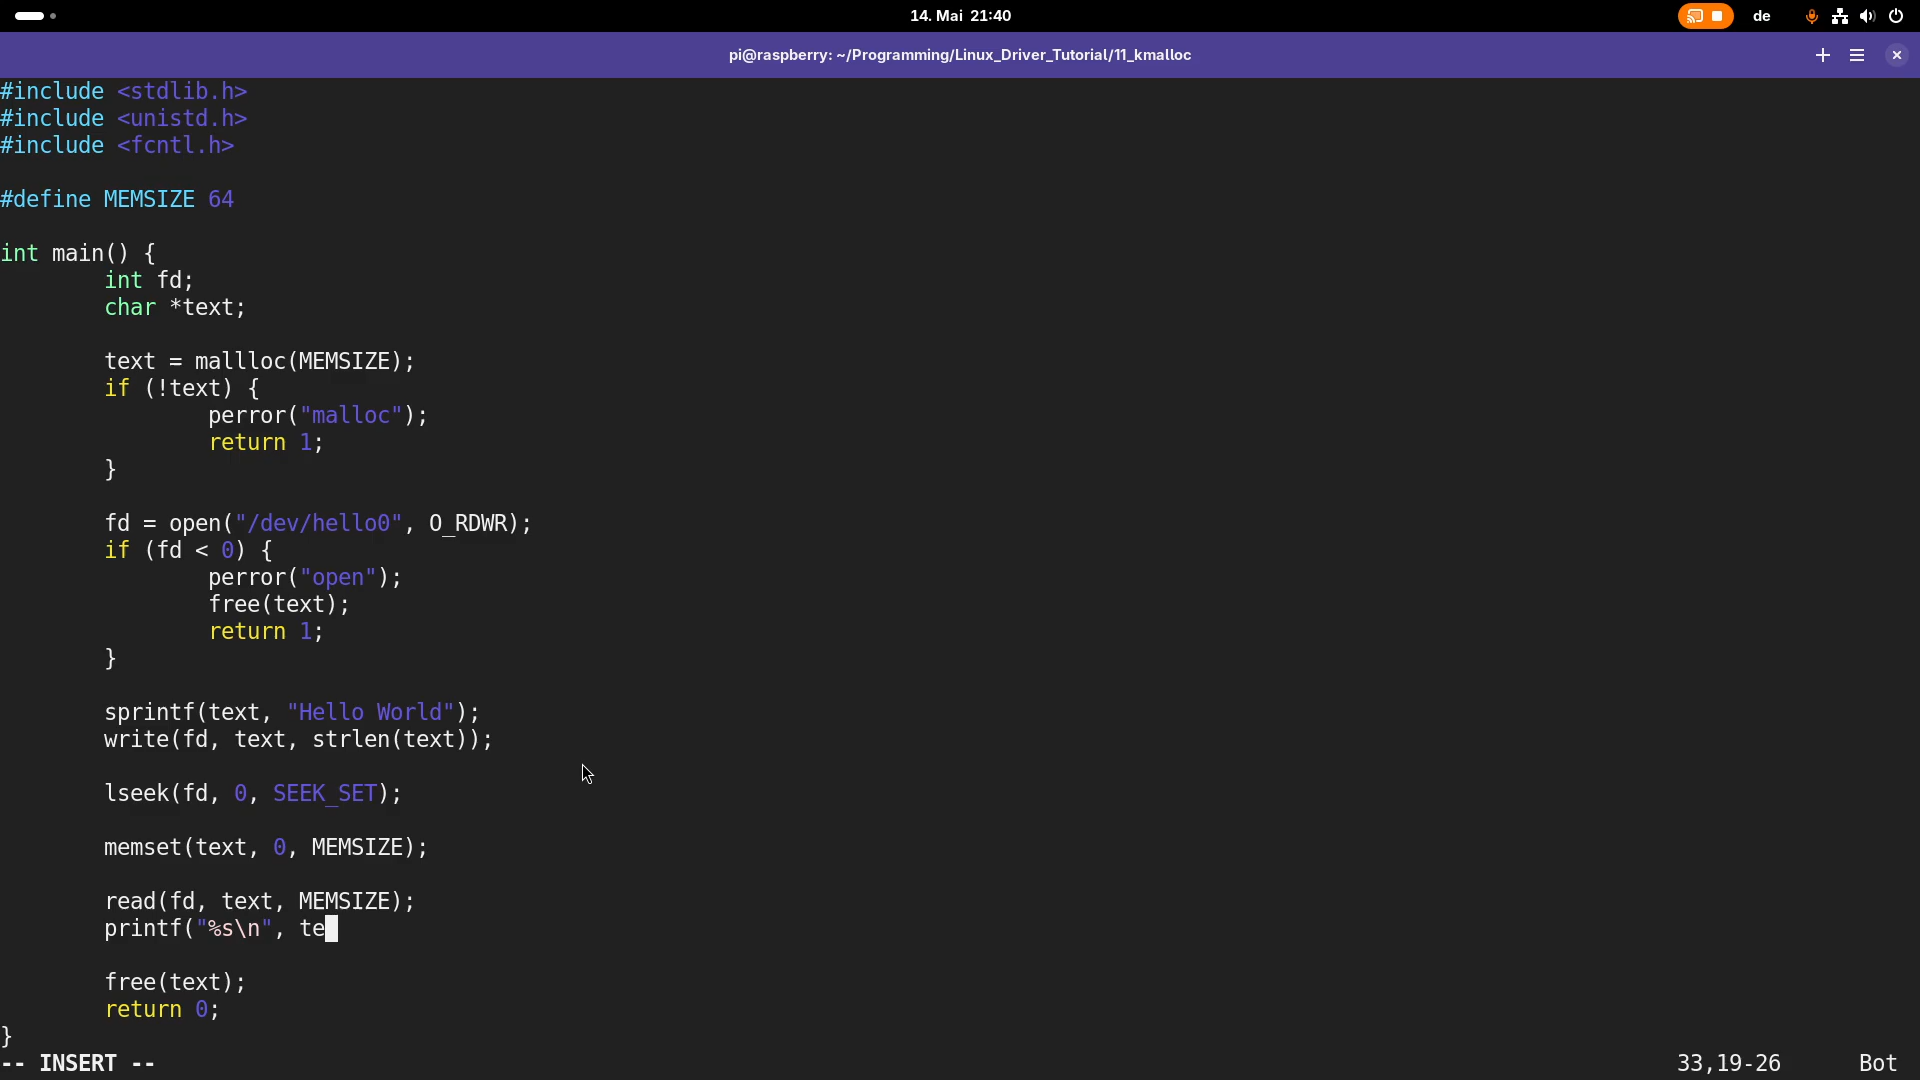 14. Mai 21:40
de
pi@raspberry: ~/Programming/Linux_Driver_Tutorial/11_kmalloc
#include <stdlib.h>
#include <unistd.h>
#include <fcntl.h>
#define MEMSIZE 64
int main() {
        int fd;
        char *text;
        text = mallloc(MEMSIZE);
        if (!text) {
                perror("malloc");
                return 1;
        }
        fd = open("/dev/hello0", O_RDWR);
        if (fd < 0) {
                perror("open");
                free(text);
                return 1;
        }
        sprintf(text, "Hello World");
        write(fd, text, strlen(text));
        lseek(fd, 0, SEEK_SET);
        memset(text, 0, MEMSIZE);
        read(fd, text, MEMSIZE);
        printf("%s\n", te
        free(text);
        return 0;
}
-- INSERT -- 33,19-26 Bot